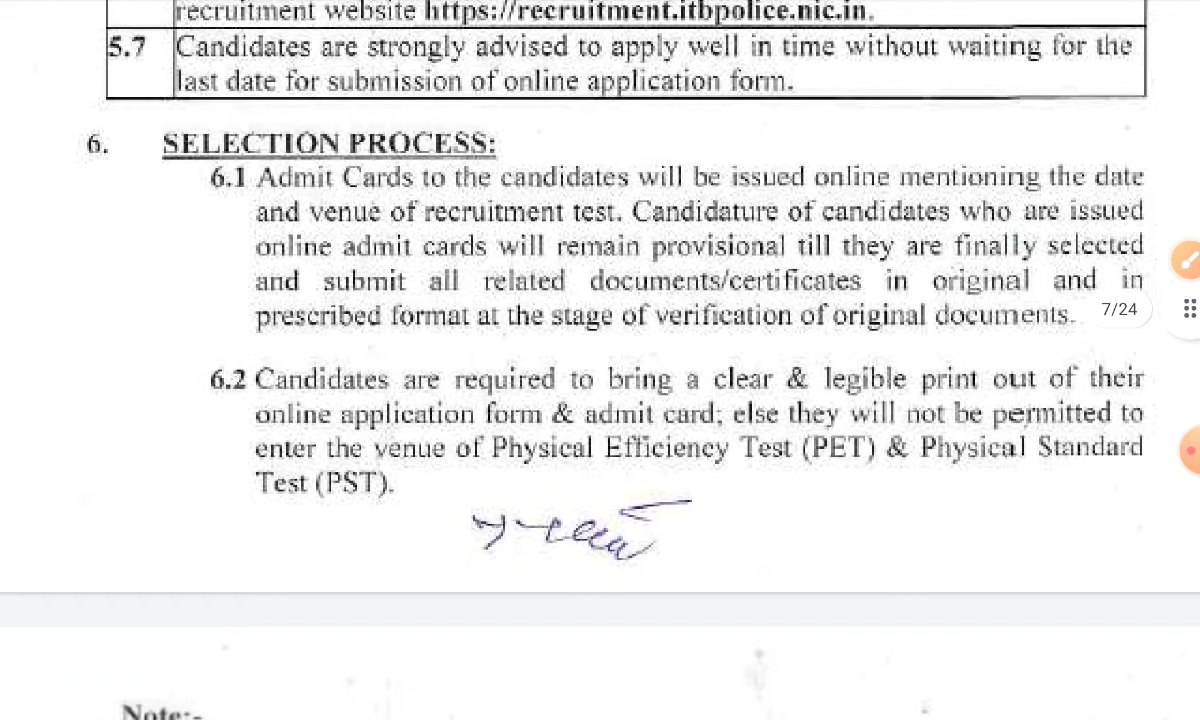 recruitment website https://recruitment.itbpolice.nic.in.
5.7 Candidates are strongly advised to apply well in time without waiting for the
last date for submission of online application form.
6. SELECTION PROCESS:
6.1 Admit Cards to the candidates will be issued online mentioning the date
and venue of recruitment test. Candidature of candidates who are issued
online admit cards will remain provisional till they are finally selected
and submit all related documents/certificates in original and in
prescribed format at the stage of verification of original documents.
7/24
6.2 Candidates are required to bring a clear & legible print out of their
online application form & admit card; else they will not be permitted to
enter the venue of Physical Efficiency Test (PET) & Physical Standard
Test (PST).
Note:-